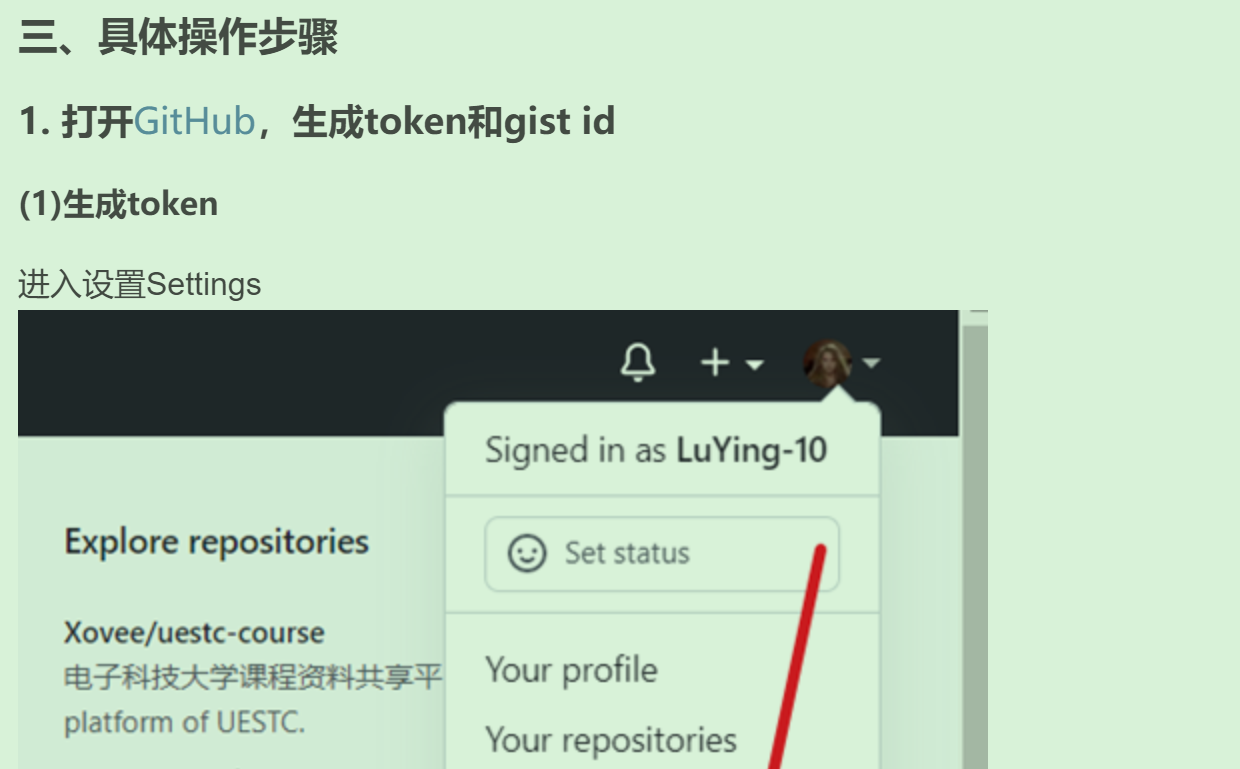 三、具体操作步骤
1. 打开GitHub，生成token和gist id
(1)生成token
进入设置Settings
Signed in as LuYing-10
Set status
Explore repositories
Xovee/uestc-course
电子科技大学课程资料共享平
platform of UESTC.
Your profile
Your repositories